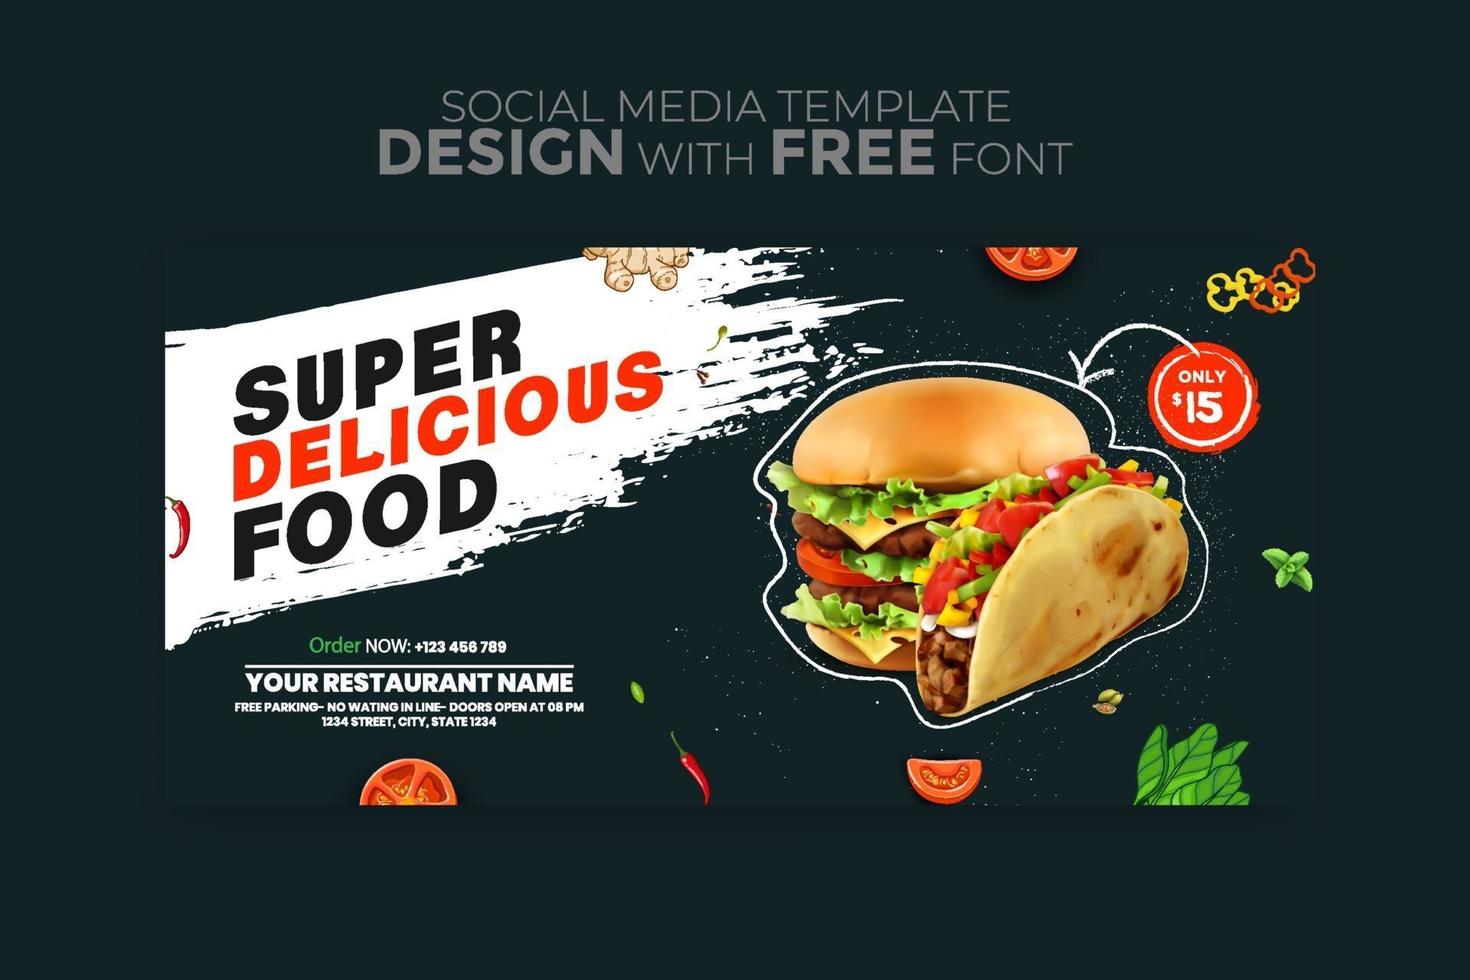 SOCIAL MEDIA TEMPLATE
DESIGN WITH FREE FONT
SUPER
DELICIOUS
FOOD
ONLY
$15
Order NOW: +123 456 789
YOUR RESTAURANT NAME
FREE PARKING- NO WATING IN LINE- DOORS OPEN AT 08 PM
1234 STREET, CITY, STATE 1234